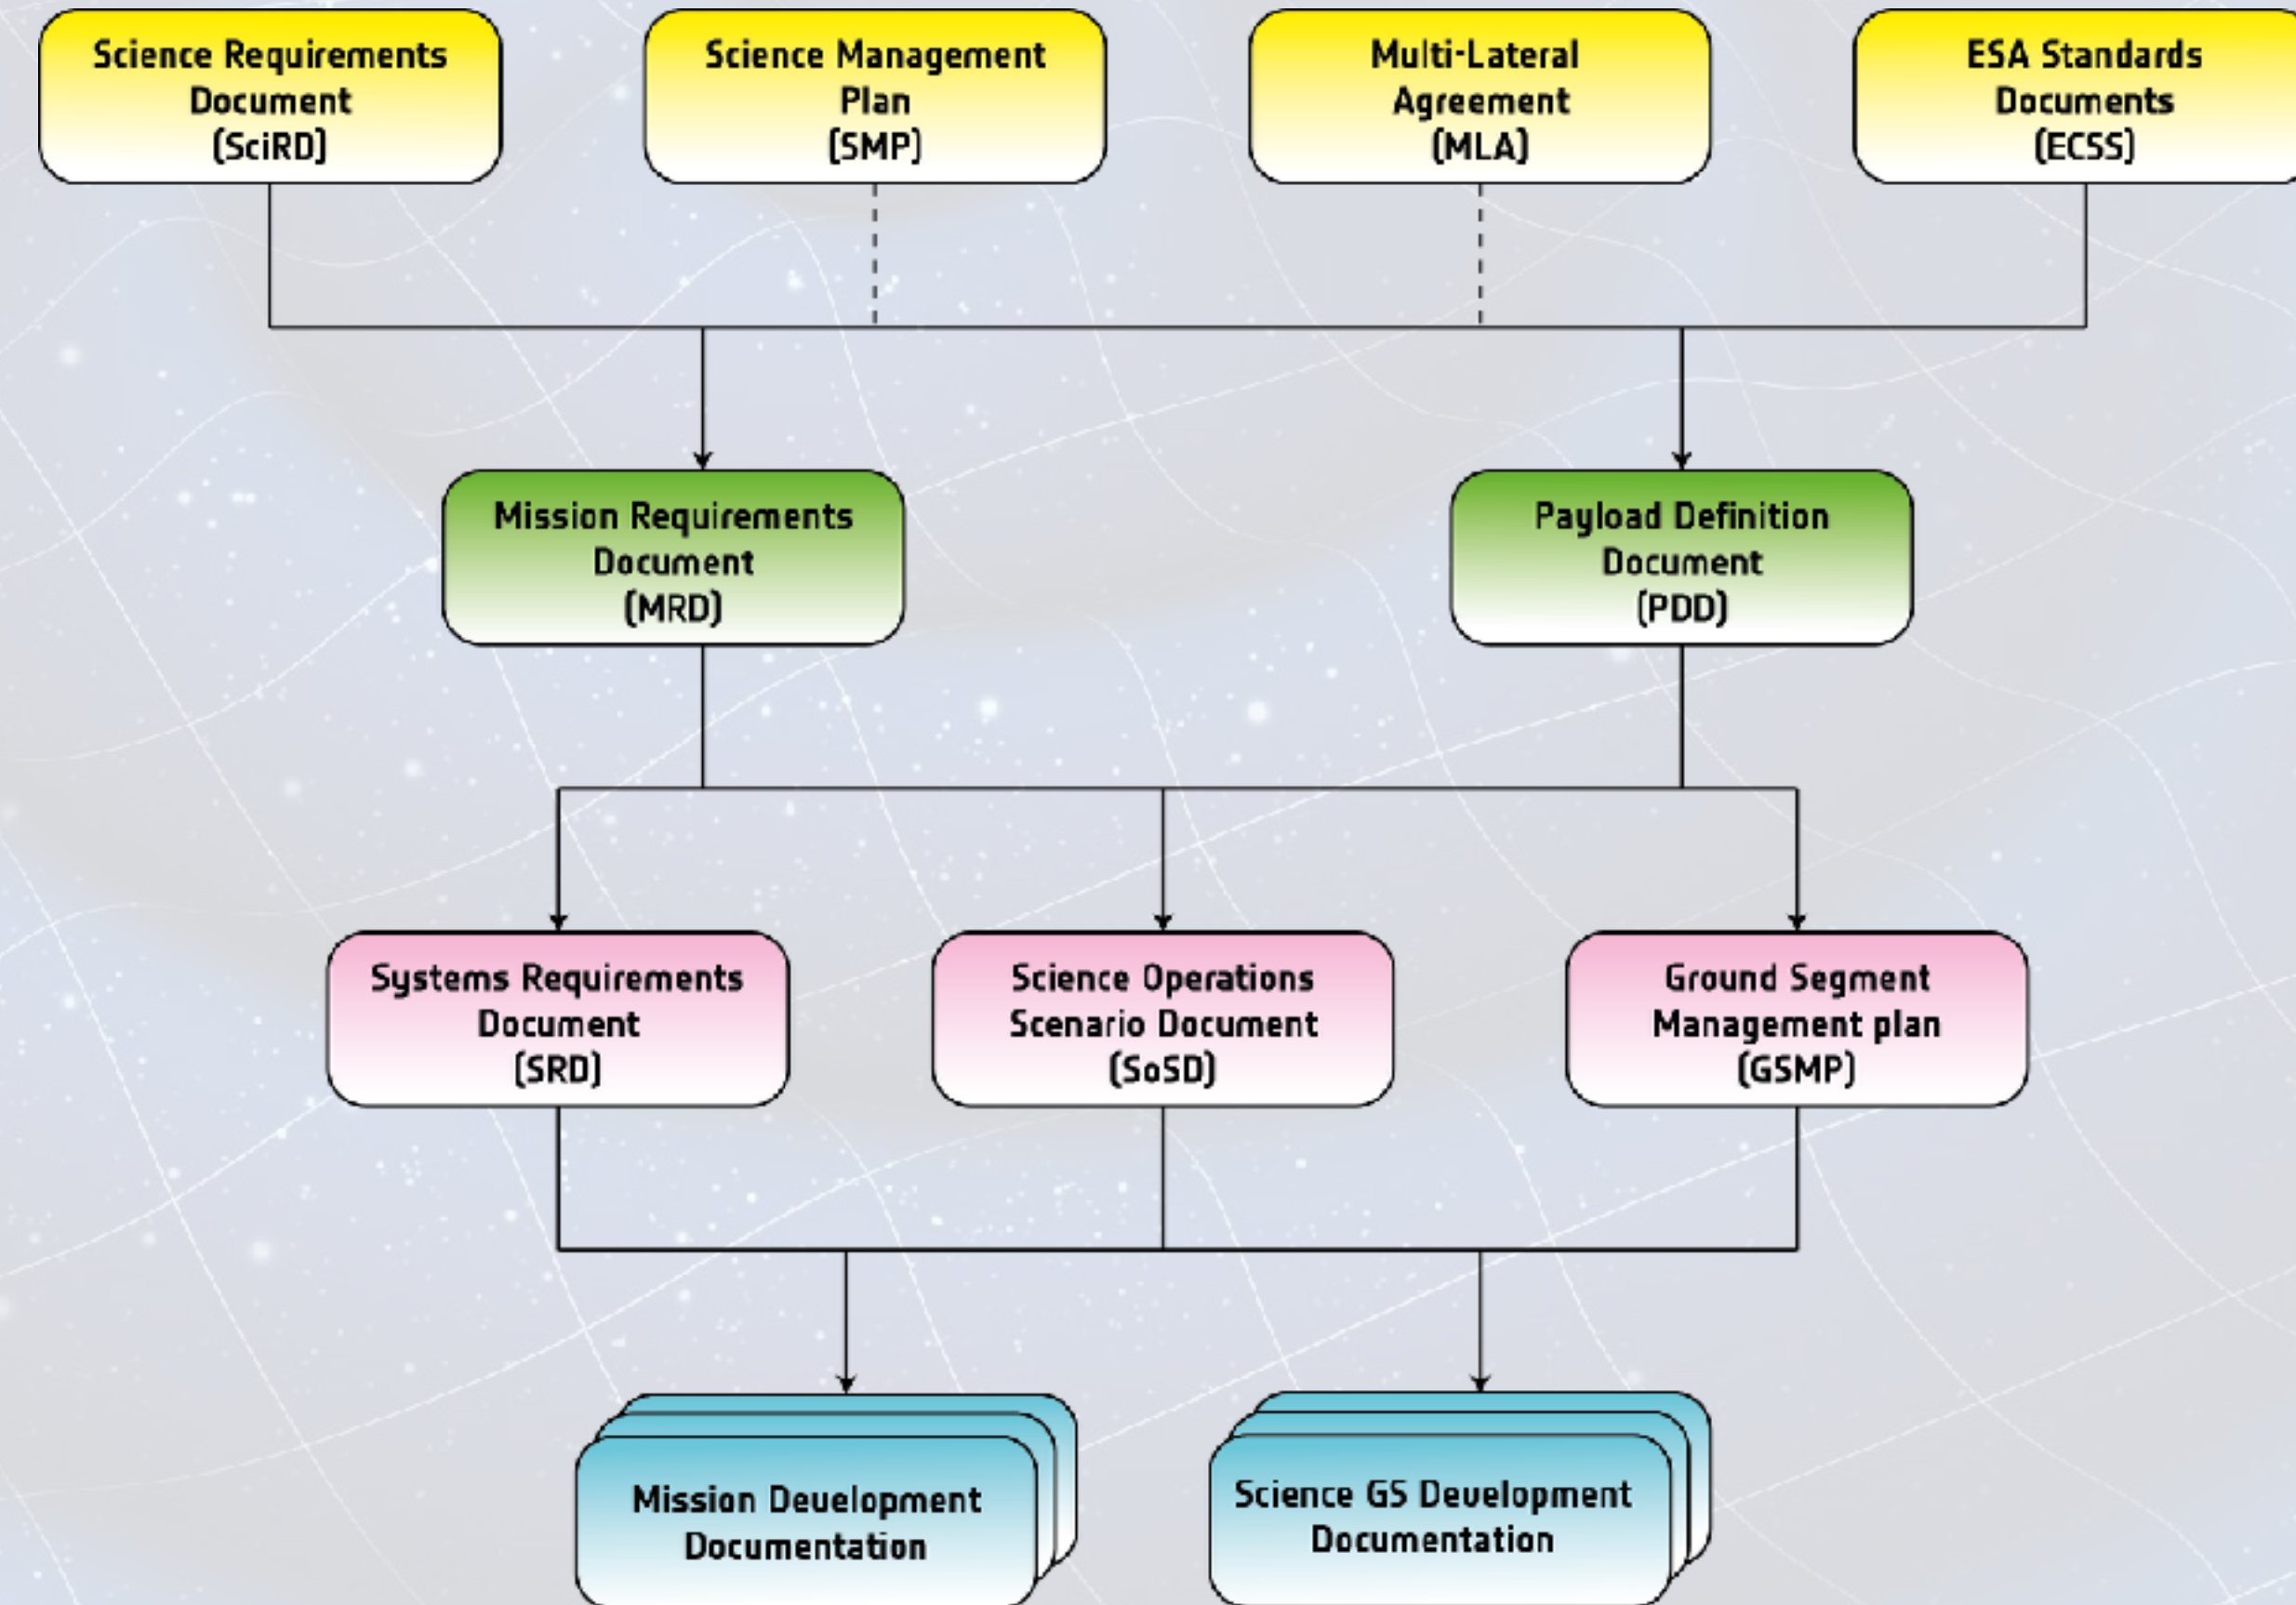 Science Requirements
Document
(SciRD)
Science Management
Plan
(SMP)
Multi-Lateral
Agreement
(MLA)
ESA Standards
Documents
(ECSS)
Mission Requirements
Document
(MRD)
Payload Definition
Document
(PDD)
Systems Requirements
Document
(SRD)
Science Operations
Scenario Document
(SoSD)
Ground Segment
Management plan
(GSMP)
Mission Development
Documentation
Science GS Development
Documentation